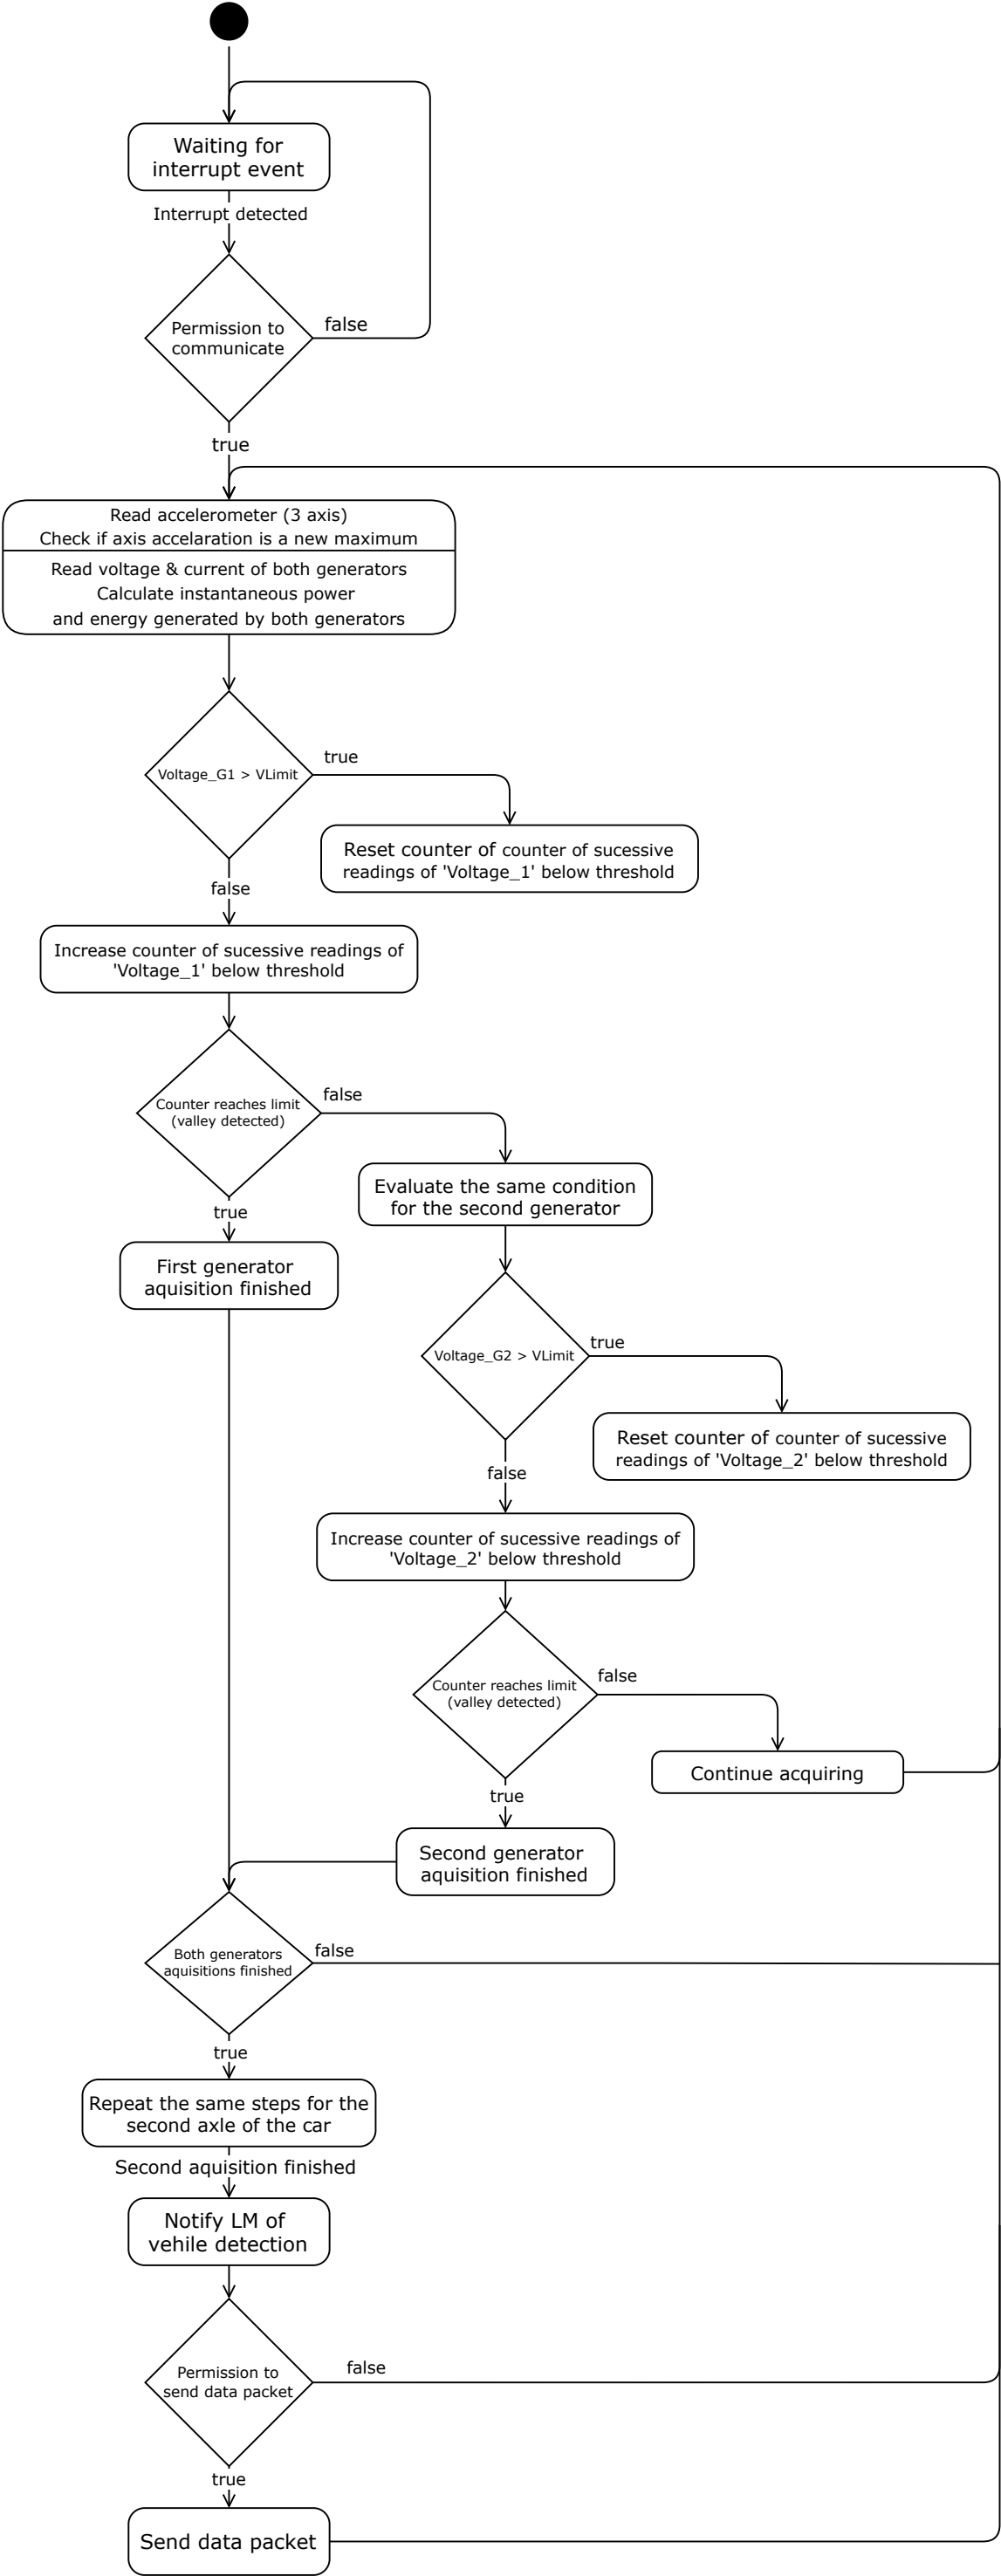 Waiting for
interrupt event
Interrupt detected
Permission to
communicate
false
true
Read accelerometer (3 axis)
Check if axis accelaration is a new maximum
Read voltage & current of both generators
Calculate instantaneous power
and energy generated by both generators
Voltage_G1 > VLimit
true
Reset counter of counter of sucessive
readings of 'Voltage_1' below threshold
false
Increase counter of sucessive readings of
'Voltage_1' below threshold
Counter reaches limit
(valley detected)
false
Evaluate the same condition
for the second generator
true
First generator
aquisition finished
Voltage_G2 > VLimit
true
Reset counter of counter of sucessive
readings of 'Voltage_2' below threshold
false
Increase counter of sucessive readings of
'Voltage_2' below threshold
Counter reaches limit
(valley detected)
false
Continue acquiring
true
Second generator
aquisition finished
Both generators
aquisitions finished
false
true
Repeat the same steps for the
second axle of the car
Second aquisition finished
Notify LM of
vehile detection
Permission to
send data packet
false
true
Send data packet